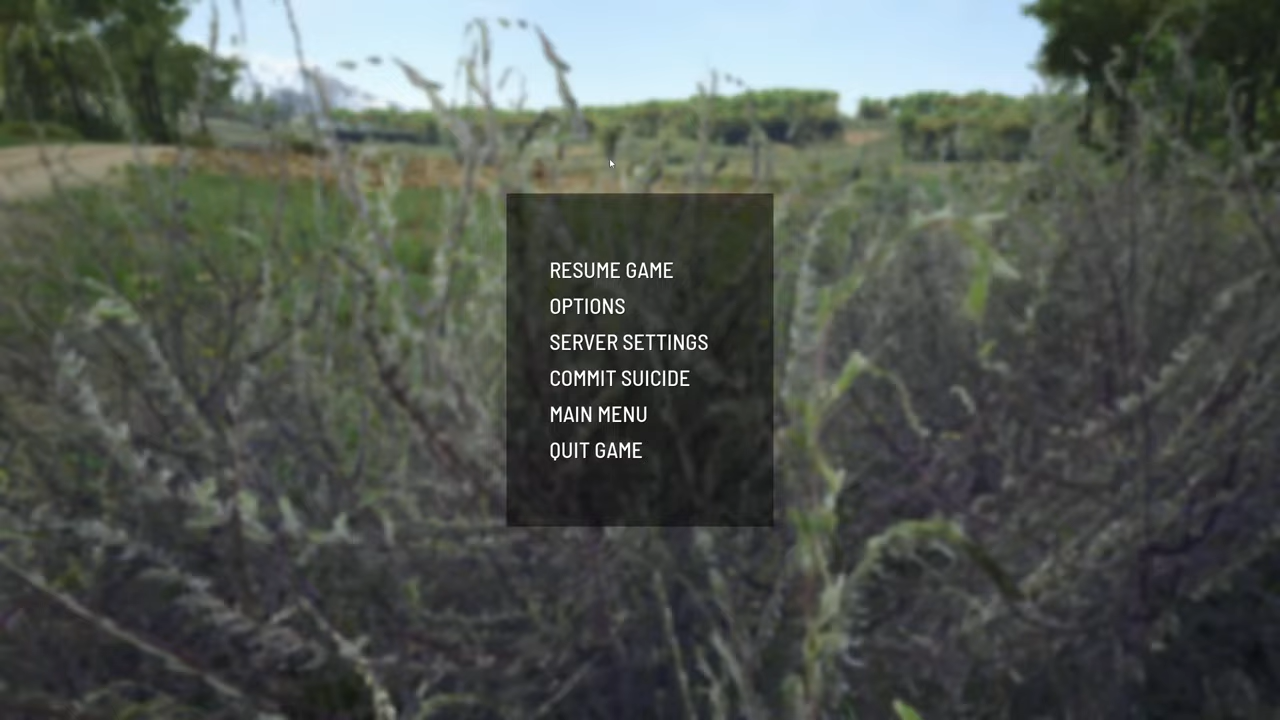 RESUME GAME
OPTIONS
SERVER SETTINGS
COMMIT SUICIDE
MAIN MENU
QUIT GAME